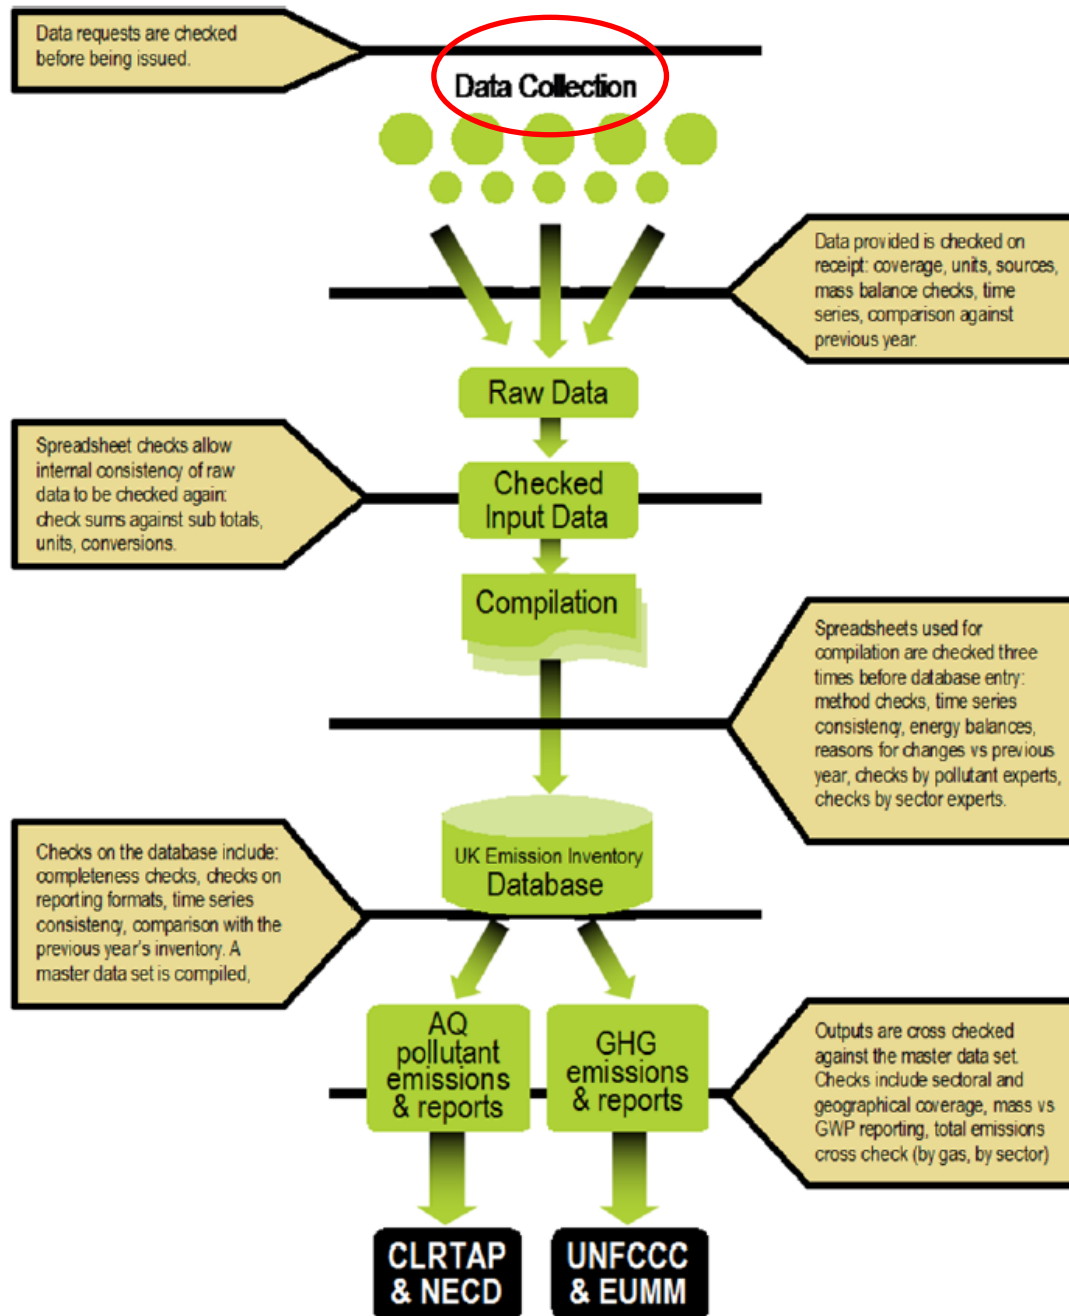 Data requests are checked
before being issued.
Data Collection
Data provided is checked on
receipt: coverage, units, sources,
mass balance checks, time
series, comparison against
previous year.
Raw Data
Spreadsheet checks allow
internal consistency of raw
data to be checked again:
check sums against sub totals,
units, conversions.
Checked
Input Data
Compilation
Spreadsheets used for
compilation are checked three
times before database entry:
method checks, time series
consistency, energy balances,
reasons for changes vs previous
year, checks by pollutant experts,
checks by sector experts.
UK Emission Inventory
Database
Checks on the database include:
completeness checks, checks on
reporting formats, time series
consistency, comparison with the
previous year's inventory. A
master data set is compiled,
AQ
pollutant
emissions
& reports
GHG
emissions
& reports
Outputs are cross checked
against the master data set.
Checks include sectoral and
geographical coverage, mass vs
GWP reporting, total emissions
cross check (by gas, by sector)
CLRTAP
& NECD
UNFCCC
& EUMM